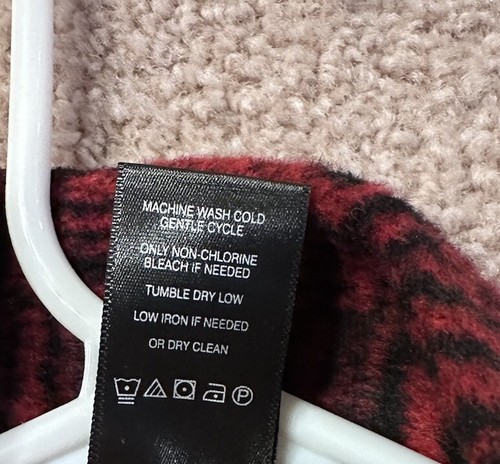 MACHINE WASH COLD
GENTLE CYCLE
ONLY NON-CHLORINE
BLEACH IF NEEDED
TUMBLE DRY LOW
LOW IRON IF NEEDED
OR DRY CLEAN
P